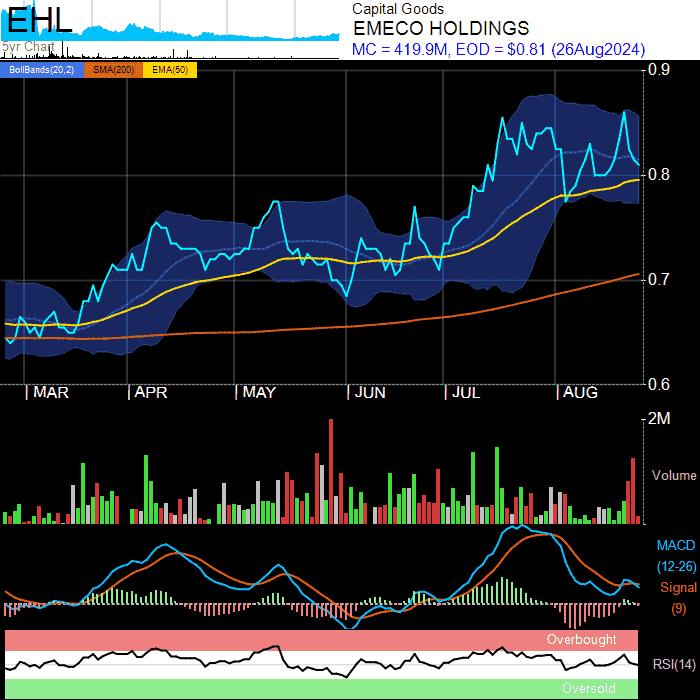 EHL
5yr Chart
Capital Goods
EMECO HOLDINGS
MC = 419.9M, EOD = $0.81 (26Aug2024)
BollBands(20,2) SMA(200) EMA(50)
0.9
0.8
0.7
0.6
MAR APR MAY JUN JUL AUG
2M
Volume
MACD
(12-26)
Signal
(9)
Overbought
RSI(14)
Oversold